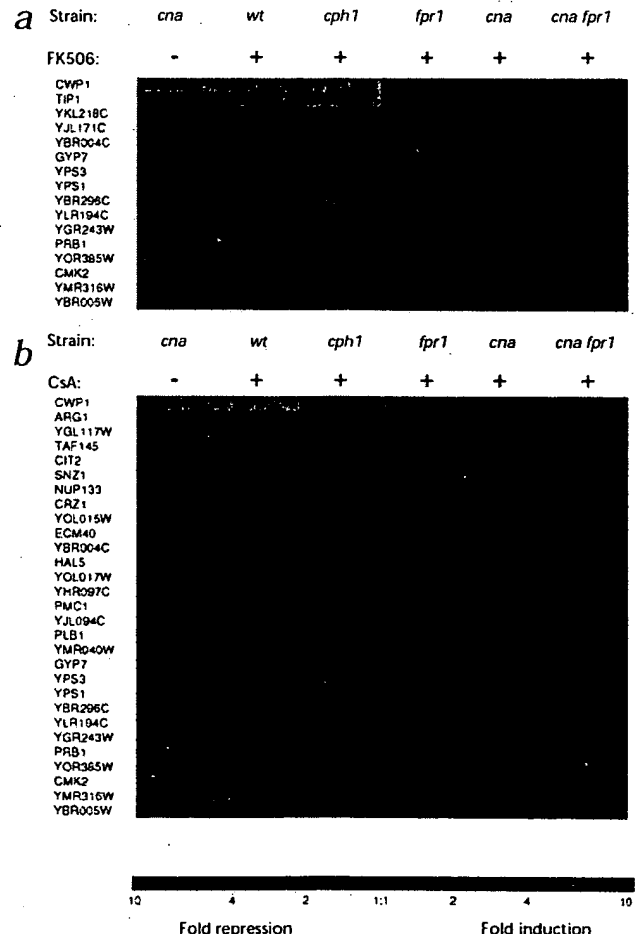 a Strain: cna wt cph1 fpr1 cna cna fpr1
FK506: - + + + + +
CWP1
TIP1
YKL218C
YJL171C
YBR004C
GYP7
YPS3
YPS1
YBR296C
YLR194C
YGR243W
PRB1
YOR385W
CMK2
YMR316W
YBR005W
b Strain: cna wt cph1 fpr1 cna cna fpr1
CsA: - + + + + +
CWP1
ARG1
YGL117W
TAF145
CIT2
SNZ1
NUP133
CRZ1
YOL015W
ECM40
YBR004C
HAL5
YOL017W
YHR097C
PMC1
YJL094C
PLB1
YMR040W
GYP7
YPS3
YPS1
YBR296C
YLR194C
YGR243W
PRB1
YOR385W
CMK2
YMR316W
YBR005W
10 4 2 1:1 2 4 10
Fold repression Fold induction